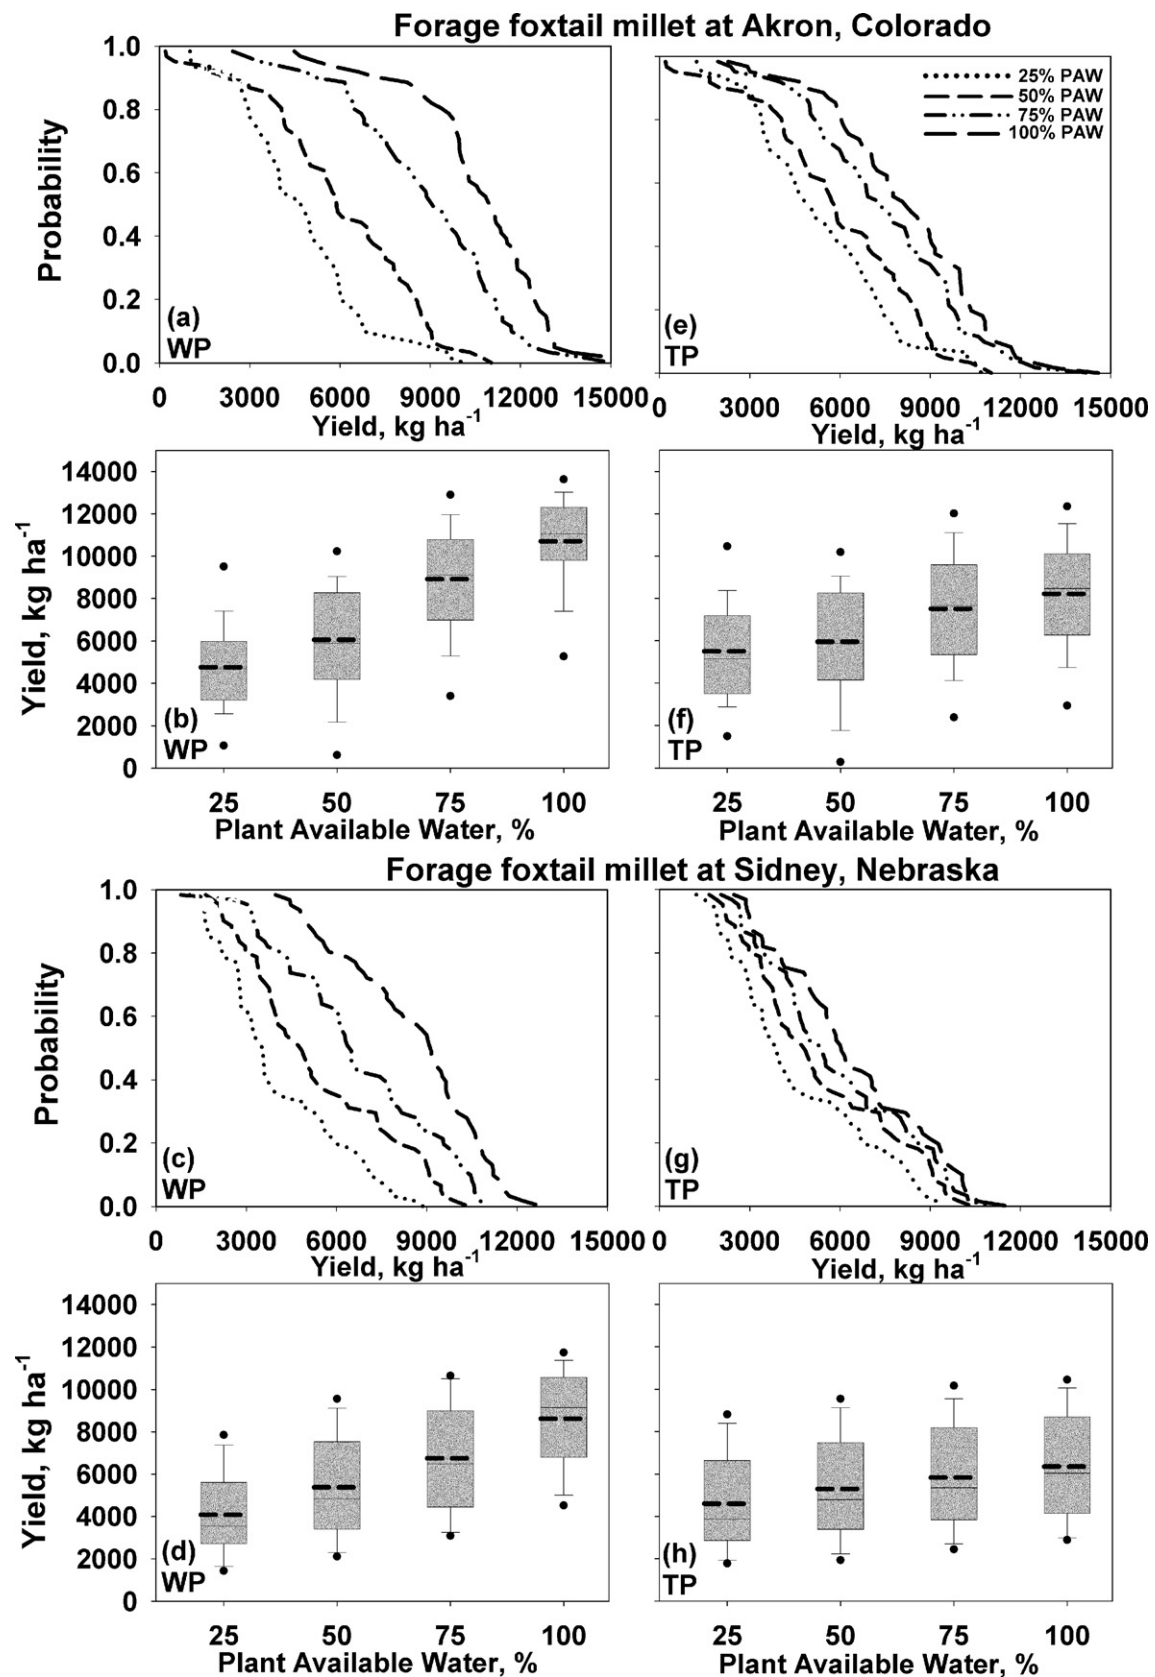 Forage foxtail millet at Akron, Colorado
Probability
1.0
0.8
0.6
0.4
0.2
0.0
(a)
WP
0 3000 6000 9000 12000 15000
Yield, kg ha-1
25% PAW
50% PAW
75% PAW
100% PAW
(e)
TP
0 3000 6000 9000 12000 15000
Yield, kg ha-1
Yield, kg ha-1
14000
12000
10000
8000
6000
4000
2000
0
(b)
WP
25 50 75 100
Plant Available Water, %
(f)
TP
25 50 75 100
Plant Available Water, %
Forage foxtail millet at Sidney, Nebraska
Probability
1.0
0.8
0.6
0.4
0.2
0.0
(c)
WP
0 3000 6000 9000 12000 15000
Yield, kg ha-1
(g)
TP
0 3000 6000 9000 12000 15000
Yield, kg ha-1
Yield, kg ha-1
14000
12000
10000
8000
6000
4000
2000
0
(d)
WP
25 50 75 100
Plant Available Water, %
(h)
TP
25 50 75 100
Plant Available Water, %